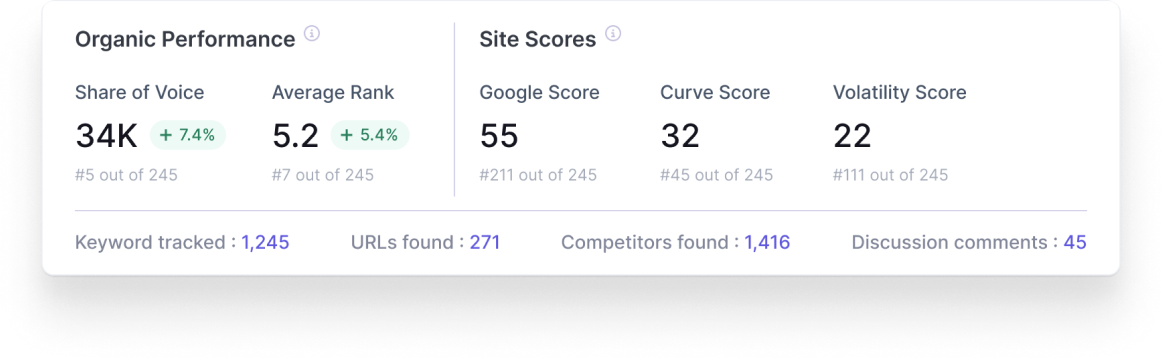 Organic Performance
Site Scores
Share of Voice
Average Rank
Google Score
Curve Score
Volatility Score
34K + 7.4%
5.2 + 5.4%
55
32
22
#5 out of 245
#7 out of 245
#211 out of 245
#45 out of 245
#111 out of 245
Keyword tracked : 1,245
URLs found : 271
Competitors found : 1,416
Discussion comments : 45